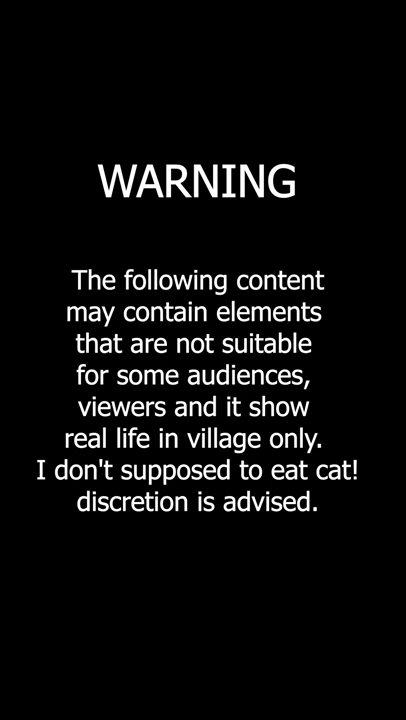 WARNING
The following content
may contain elements
that are not suitable
for some audiences,
viewers and it show
real life in village only.
I don't supposed to eat cat!
discretion is advised.